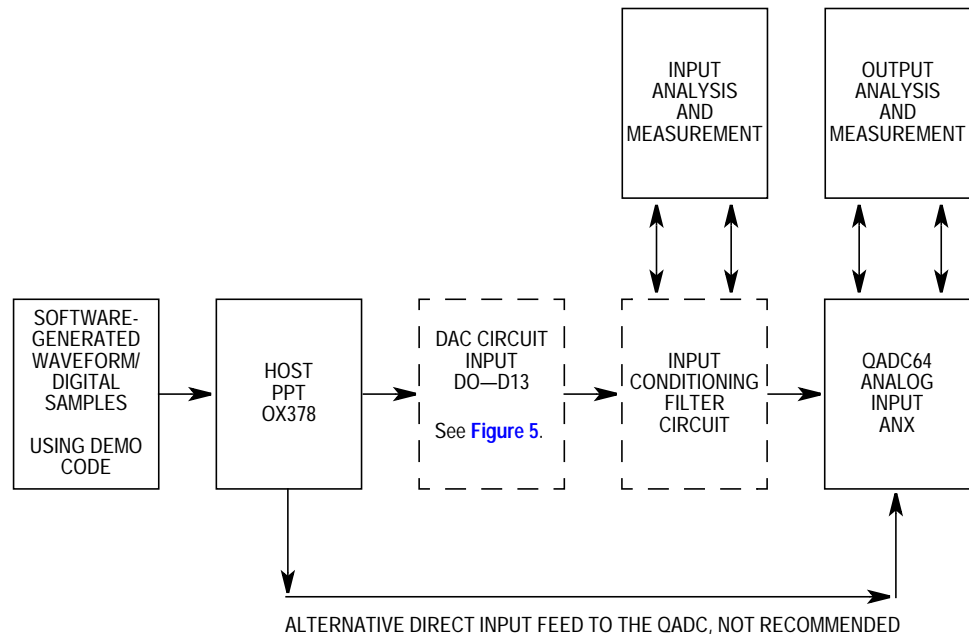 INPUT
ANALYSIS
AND
MEASUREMENT
OUTPUT
ANALYSIS
AND
MEASUREMENT
SOFTWARE-
GENERATED
WAVEFORM/
DIGITAL
SAMPLES
USING DEMO
CODE
HOST
PPT
OX378
DAC CIRCUIT
INPUT
DO—D13
See Figure 5.
INPUT
CONDITIONING
FILTER
CIRCUIT
QADC64
ANALOG
INPUT
ANX
ALTERNATIVE DIRECT INPUT FEED TO THE QADC, NOT RECOMMENDED